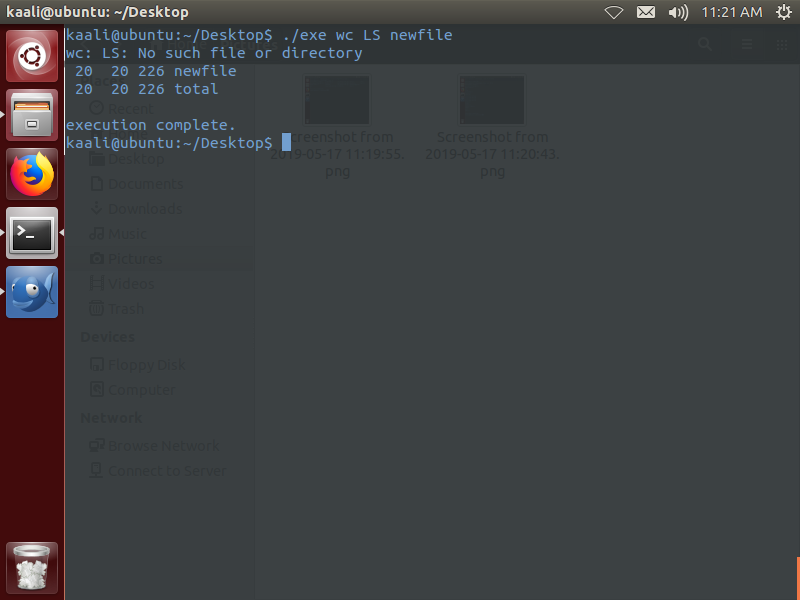 kaali@ubuntu: ~/Desktop
11:21 AM
kaali@ubuntu:~/Desktop$ ./exe wc LS newfile
wc: LS: No such file or directory
 20  20 226 newfile
 20  20 226 total
execution complete.
kaali@ubuntu:~/Desktop$
Recent
Desktop
Documents
Downloads
Music
Pictures
Videos
Trash
Devices
Floppy Disk
Computer
Network
Browse Network
Connect to Server
Screenshot from
2019-05-17 11:19:55.
png
Screenshot from
2019-05-17 11:20:43.
png